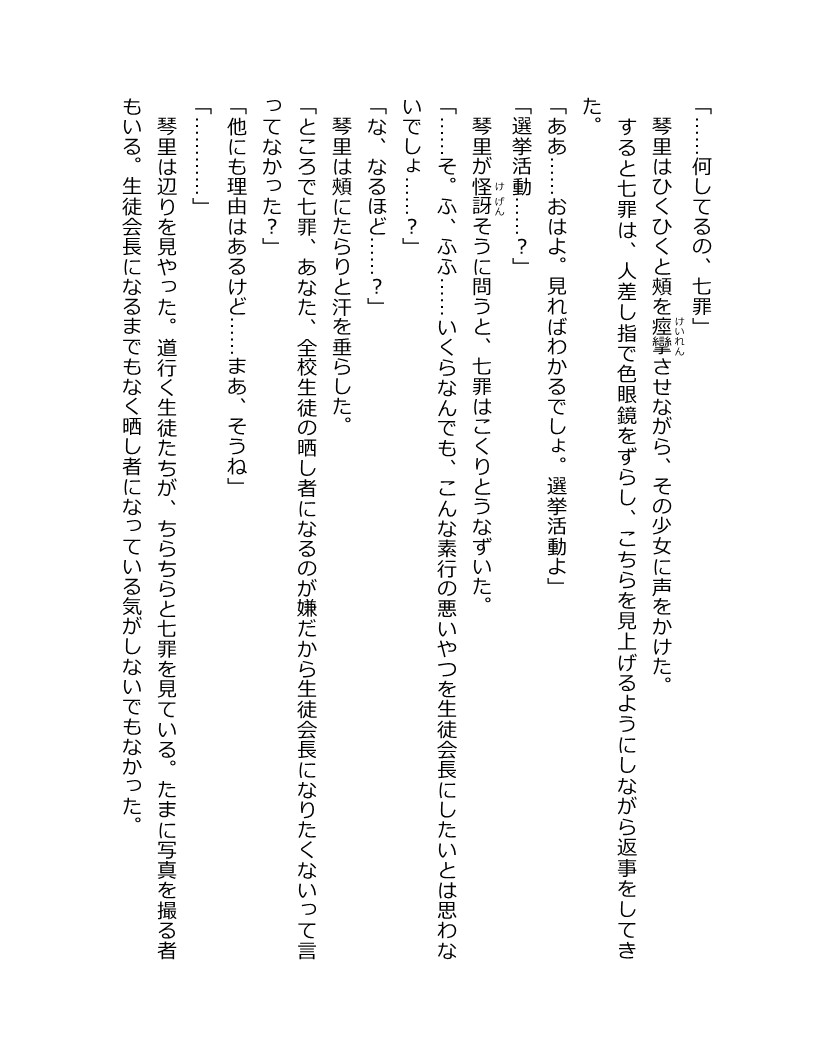 「……何してるの、七罪」
琴里はひくひくと頰を痙攣させながら、その少女に声をかけた。
すると七罪は、人差し指で色眼鏡をずらし、こちらを見上げるようにしながら返事をしてき
た。
「ああ……おはよ。見ればわかるでしょ。選挙活動よ」
「選挙活動……？」
琴里が怪訝そうに問うと、七罪はこくりとうなずいた。
「……そ。ふ、ふふ……いくらなんでも、こんな素行の悪いやつを生徒会長にしたいとは思わな
いでしょ……？」
「な、なるほど……？」
琴里は頰にたらりと汗を垂らした。
「ところで七罪、あなた、全校生徒の晒し者になるのが嫌だから生徒会長になりたくないって言
ってなかった？」
「他にも理由はあるけど……まあ、そうね」
「…………」
琴里は辺りを見やった。道行く生徒たちが、ちらちらと七罪を見ている。たまに写真を撮る者
もいる。生徒会長になるまでもなく晒し者になっている気がしないでもなかった。